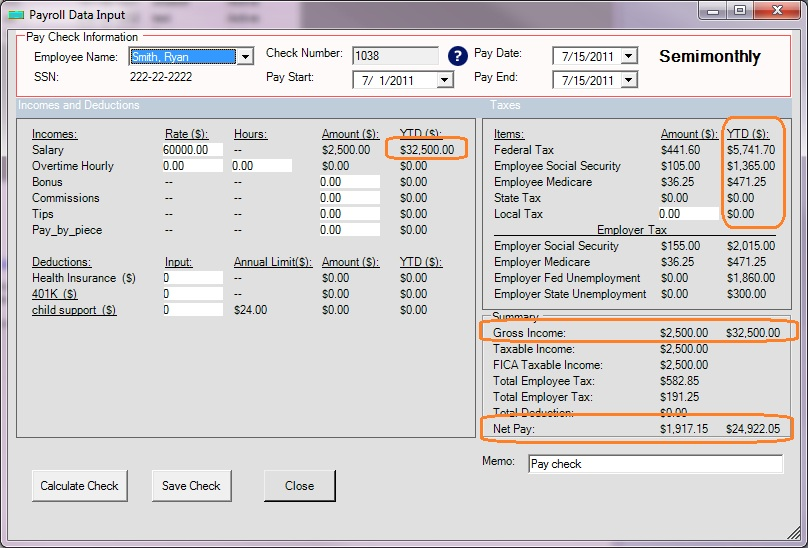 Payroll Data Input
Pay Check Information
Employee Name: Smith, Ryan Check Number: 1038 ? Pay Date: 7/15/2011 Semimonthly
SSN: 222-22-2222 Pay Start: 7/ 1/2011 Pay End: 7/15/2011
Incomes and Deductions
Incomes: Rate ($): Hours: Amount ($): YTD ($):
Salary 60000.00 -- $2,500.00 $32,500.00
Overtime Hourly 0.00 0.00 $0.00 $0.00
Bonus -- -- 0.00 $0.00
Commissions -- -- 0.00 $0.00
Tips -- -- 0.00 $0.00
Pay_by_piece -- -- 0.00 $0.00
Deductions: Input: Annual Limit($): Amount ($): YTD ($):
Health Insurance ($) 0 -- $0.00 $0.00
401K ($) 0 -- $0.00 $0.00
child support ($) 0 $24.00 $0.00 $0.00
Taxes
Items: Amount ($): YTD ($):
Federal Tax $441.60 $5,741.70
Employee Social Security $105.00 $1,365.00
Employee Medicare $36.25 $471.25
State Tax $0.00 $0.00
Local Tax 0.00 $0.00
Employer Tax
Employer Social Security $155.00 $2,015.00
Employer Medicare $36.25 $471.25
Employer Fed Unemployment $0.00 $1,860.00
Employer State Unemployment $0.00 $300.00
Summary
Gross Income: $2,500.00 $32,500.00
Taxable Income: $2,500.00
FICA Taxable Income: $2,500.00
Total Employee Tax: $582.85
Total Employer Tax: $191.25
Total Deduction: $0.00
Net Pay: $1,917.15 $24,922.05
Memo: Pay check
Calculate Check Save Check Close